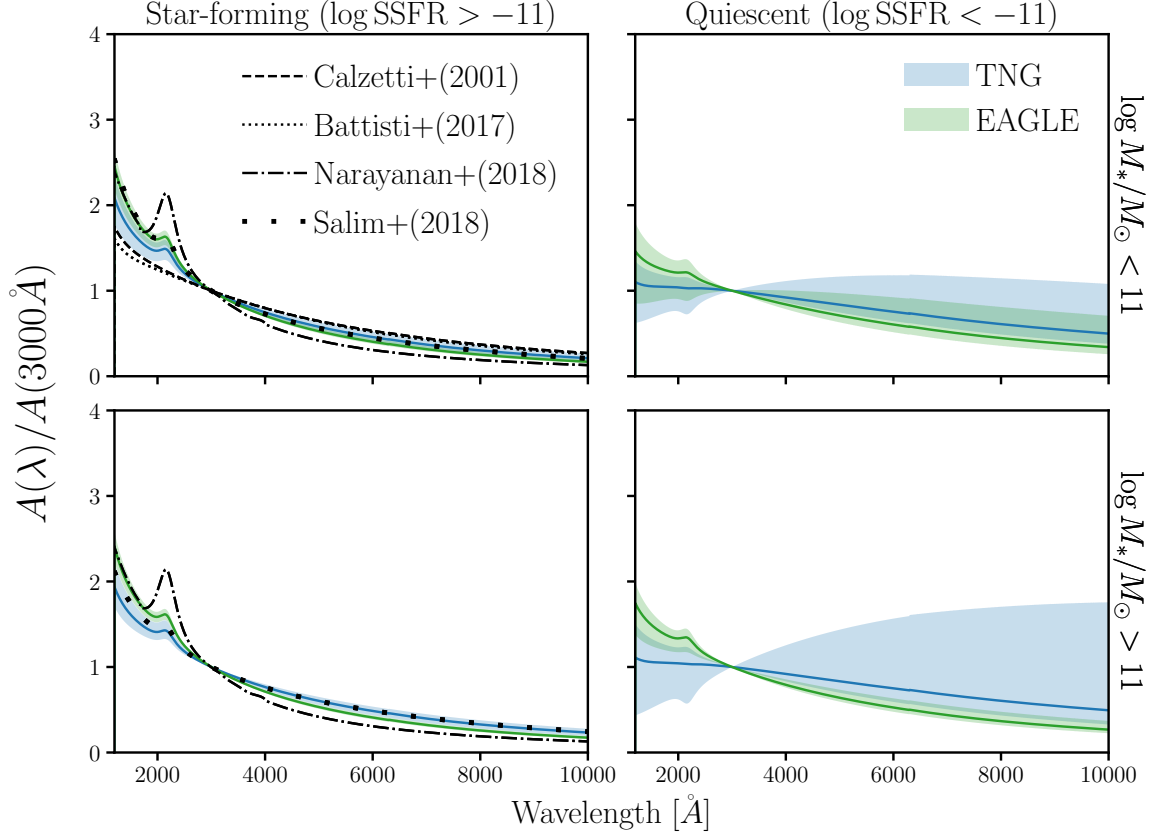 Star-forming (log SSFR > −11)
Quiescent (log SSFR < −11)
4
3
2
1
0
Calzetti+(2001)
Battisti+(2017)
Narayanan+(2018)
Salim+(2018)
TNG
EAGLE
log M*/M⊙ < 11
A(λ)/A(3000Å)
4
3
2
1
0
2000
4000
6000
8000
10000
2000
4000
6000
8000
10000
log M*/M⊙ > 11
Wavelength [Å]